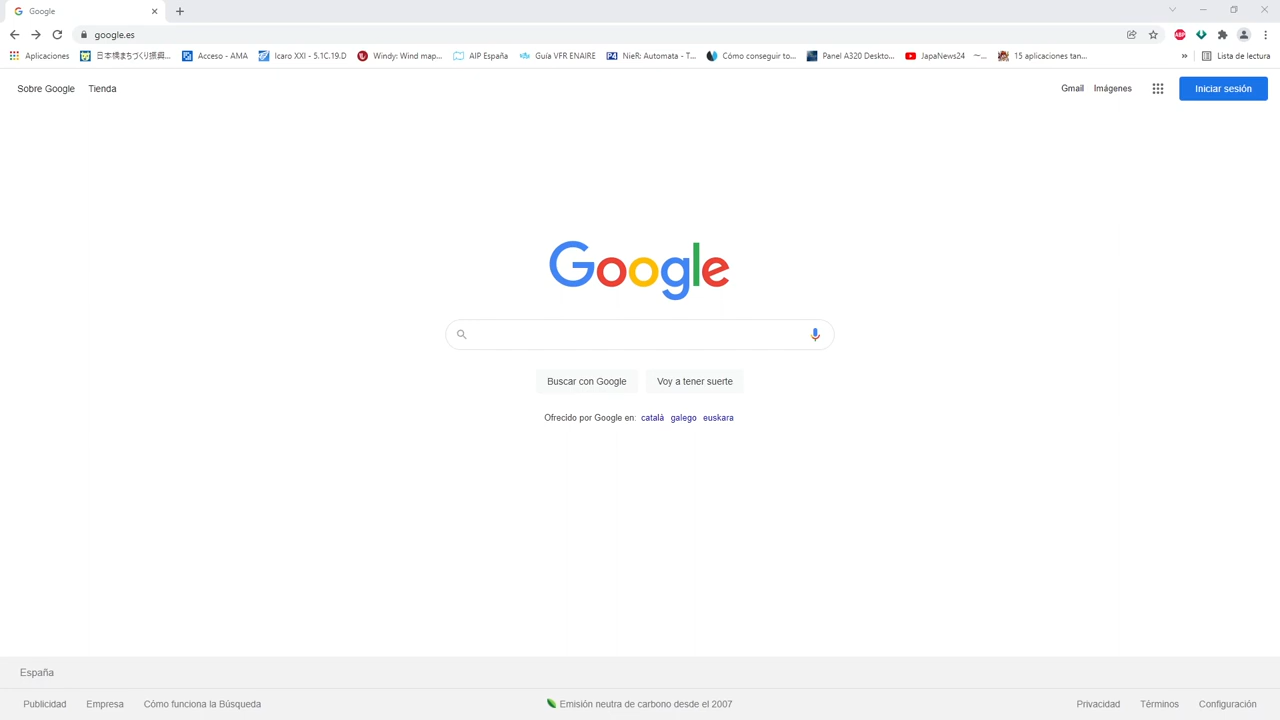 Google
google.es
Aplicaciones 日本橋まちづくり振興... Acceso - AMA Icaro XXI - 5.1C.19.D Windy: Wind map... AIP España Guía VFR ENAIRE NieR: Automata - T... Cómo conseguir to... Panel A320 Deskto... JapaNews24 ~... 15 aplicaciones tan... » Lista de lectura
Sobre Google Tienda Gmail Imágenes Iniciar sesión
Google
Buscar con Google Voy a tener suerte
Ofrecido por Google en: català galego euskara
España
Publicidad Empresa Cómo funciona la Búsqueda Emisión neutra de carbono desde el 2007 Privacidad Términos Configuración